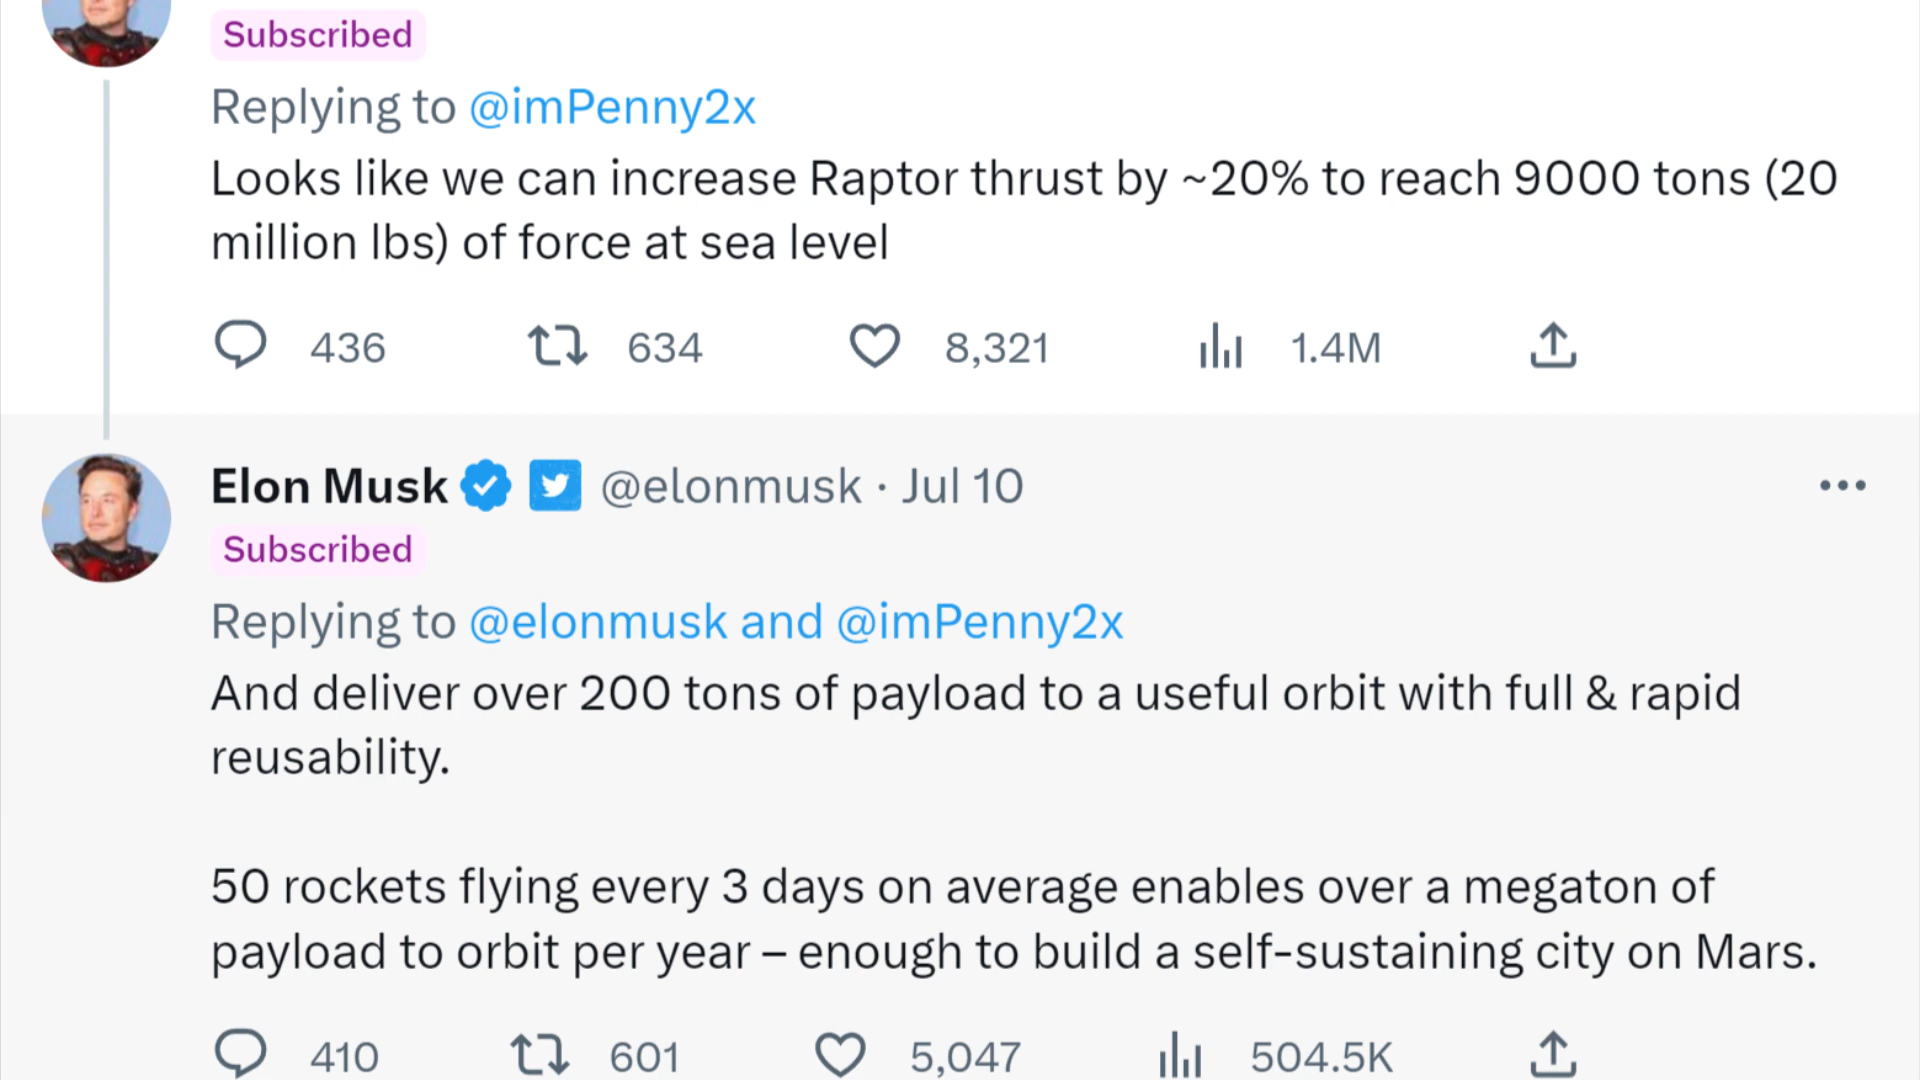 Subscribed
Replying to @imPenny2x
Looks like we can increase Raptor thrust by ~20% to reach 9000 tons (20
million lbs) of force at sea level
436 634 8,321 1.4M
Elon Musk @elonmusk · Jul 10
Subscribed
Replying to @elonmusk and @imPenny2x
And deliver over 200 tons of payload to a useful orbit with full & rapid
reusability.
50 rockets flying every 3 days on average enables over a megaton of
payload to orbit per year – enough to build a self-sustaining city on Mars.
410 601 5,047 504.5K